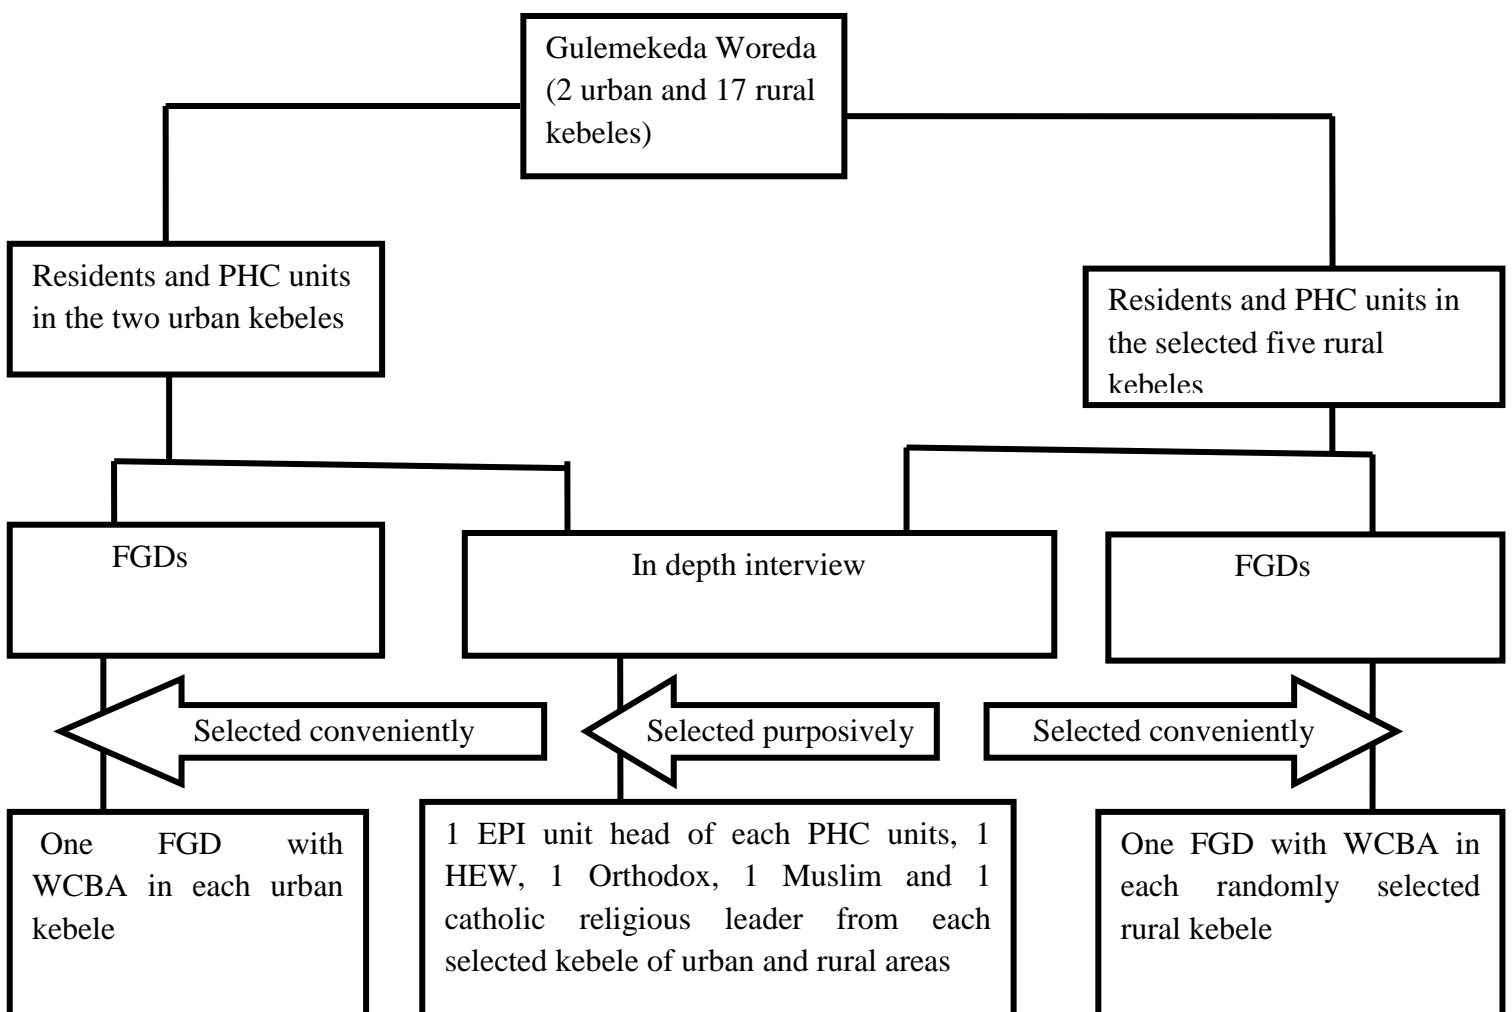 Gulemekeda Woreda
(2 urban and 17 rural
kebeles)
Residents and PHC units
in the two urban kebeles
Residents and PHC units in
the selected five rural
kebeles
FGDs
In depth interview
FGDs
Selected conveniently
Selected purposively
Selected conveniently
One FGD with
WCBA in each urban
kebele
1 EPI unit head of each PHC units, 1
HEW, 1 Orthodox, 1 Muslim and 1
catholic religious leader from each
selected kebele of urban and rural areas
One FGD with WCBA in
each randomly selected
rural kebele